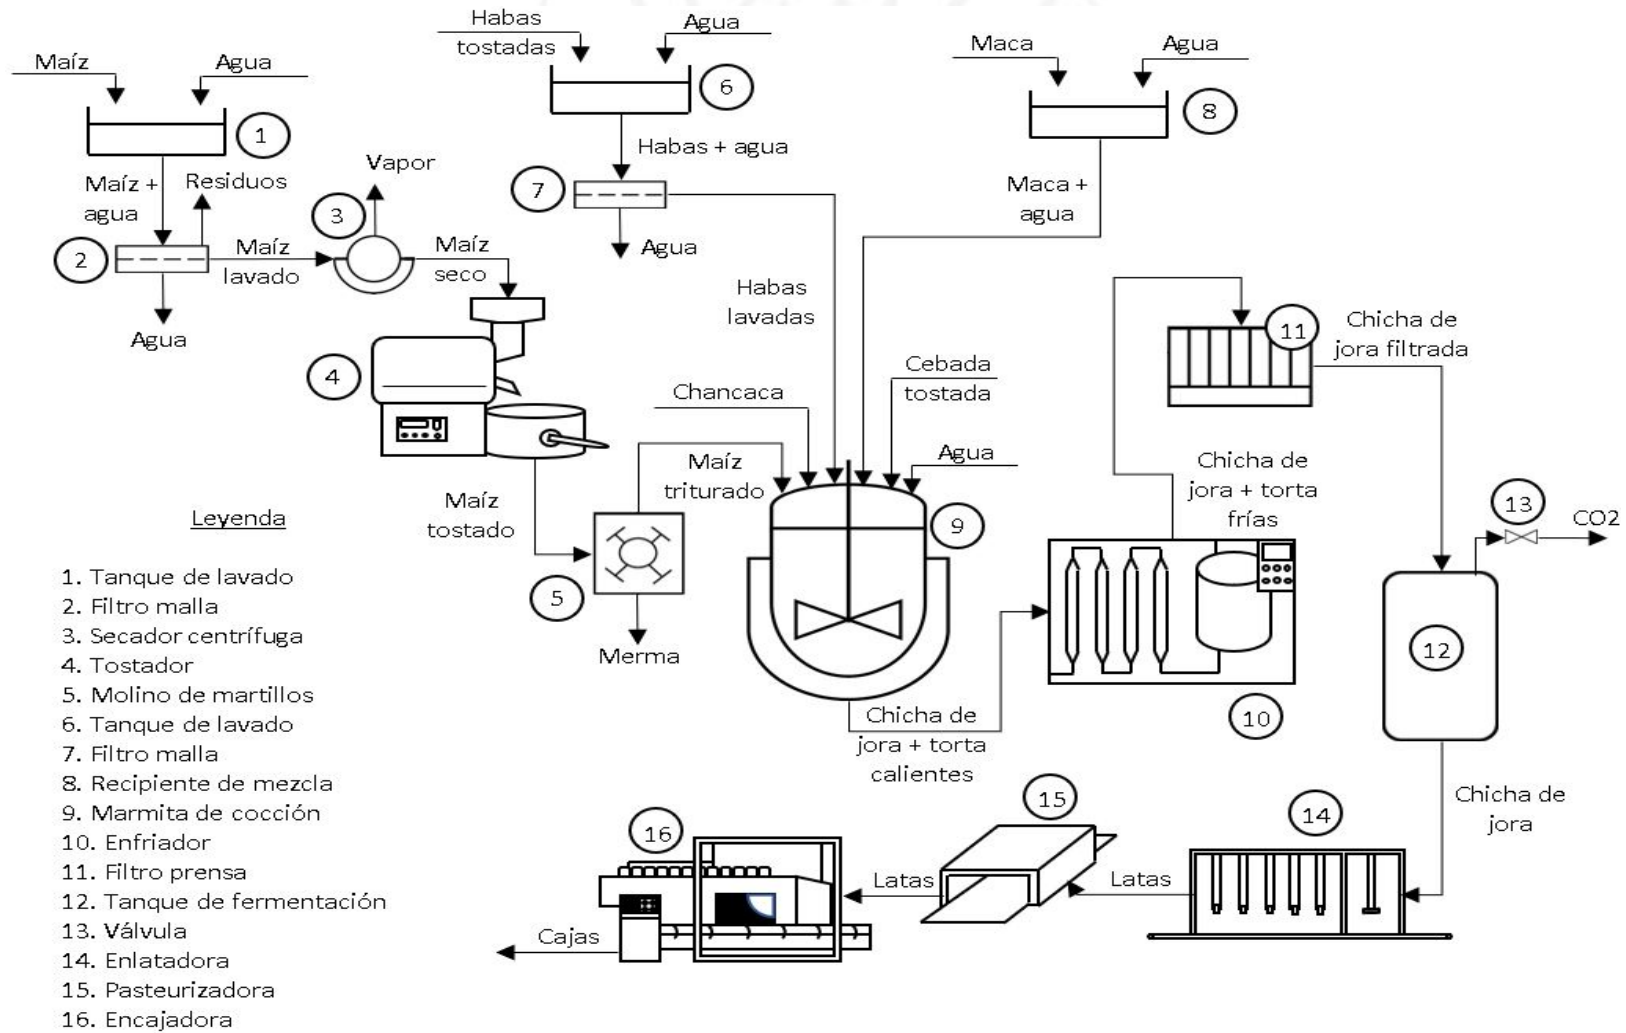 Habas
tostadas
Agua
Maíz
Agua
6
Maca
Agua
8
1
Habas + agua
Vapor
Maíz +
agua
Residuos
7
Maca +
agua
3
2
Maíz
lavado
Maíz
seco
Agua
Agua
Habas
lavadas
11
Chicha de
jora filtrada
4
Chancaca
Cebada
tostada
Agua
Maíz
triturado
Chicha de
jora + torta
frías
Maíz
tostado
9
13
CO2
5
Merma
12
10
Chicha de
jora + torta
calientes
Chicha de
jora
16
15
14
Latas
Latas
Cajas
Leyenda
1. Tanque de lavado
2. Filtro malla
3. Secador centrífuga
4. Tostador
5. Molino de martillos
6. Tanque de lavado
7. Filtro malla
8. Recipiente de mezcla
9. Marmita de cocción
10. Enfriador
11. Filtro prensa
12. Tanque de fermentación
13. Válvula
14. Enlatadora
15. Pasteurizadora
16. Encajadora